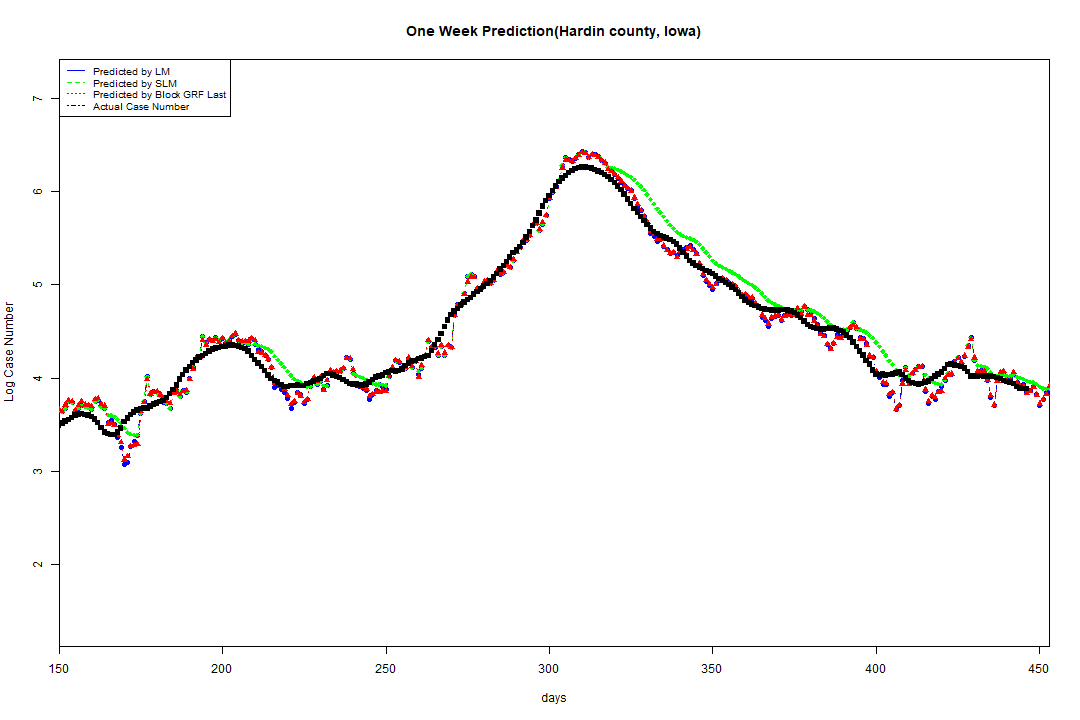 One Week Prediction(Hardin county, Iowa)
Predicted by LM
Predicted by SLM
Predicted by Block GRF Last
Actual Case Number
7
6
5
4
3
2
Log Case Number
150 200 250 300 350 400 450
days